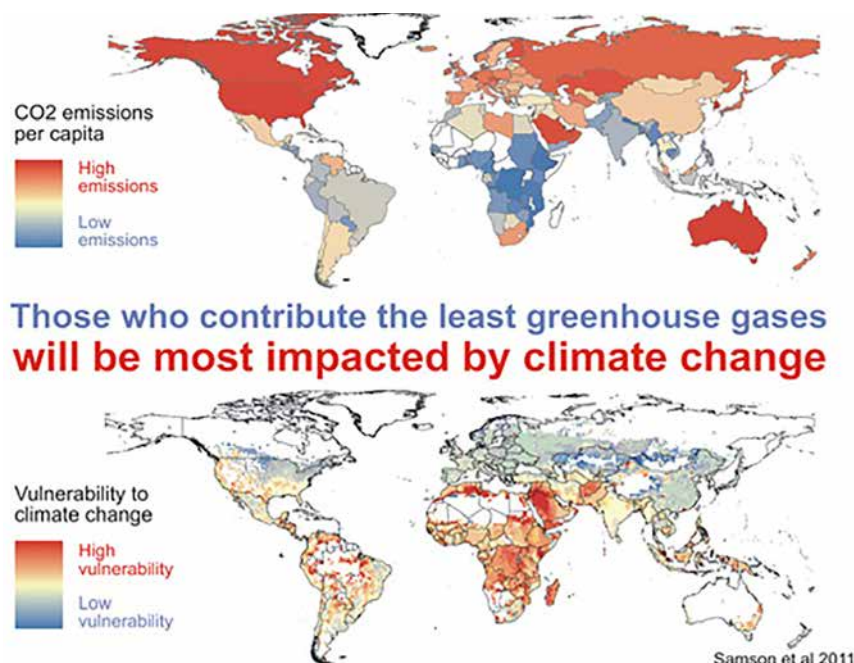 CO2 emissions
per capita
High
emissions
Low
emissions
Those who contribute the least greenhouse gases
will be most impacted by climate change
Vulnerability to
climate change
High
vulnerability
Low
vulnerability
Samson et al 2011